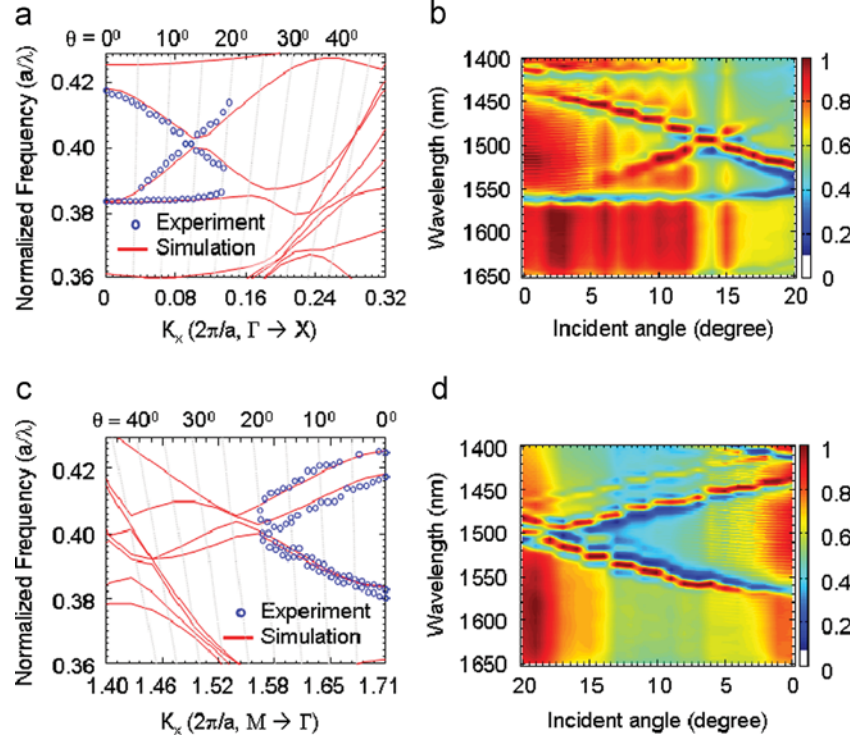 a
θ = 0⁰ 10⁰ 20⁰ 30⁰ 40⁰
Normalized Frequency (a/λ)
0.42
0.40
0.38
0.36
Experiment
Simulation
0 0.08 0.16 0.24 0.32
Kₓ (2π/a, Γ → X)
b
Wavelength (nm)
1400
1450
1500
1550
1600
1650
0 5 10 15 20
Incident angle (degree)
1
0.8
0.6
0.4
0.2
0
c
θ = 40⁰ 30⁰ 20⁰ 10⁰ 0⁰
Normalized Frequency (a/λ)
0.42
0.40
0.38
0.36
Experiment
Simulation
1.40 1.46 1.52 1.58 1.65 1.71
Kₓ (2π/a, M → Γ)
d
Wavelength (nm)
1400
1450
1500
1550
1600
1650
20 15 10 5 0
Incident angle (degree)
1
0.8
0.6
0.4
0.2
0